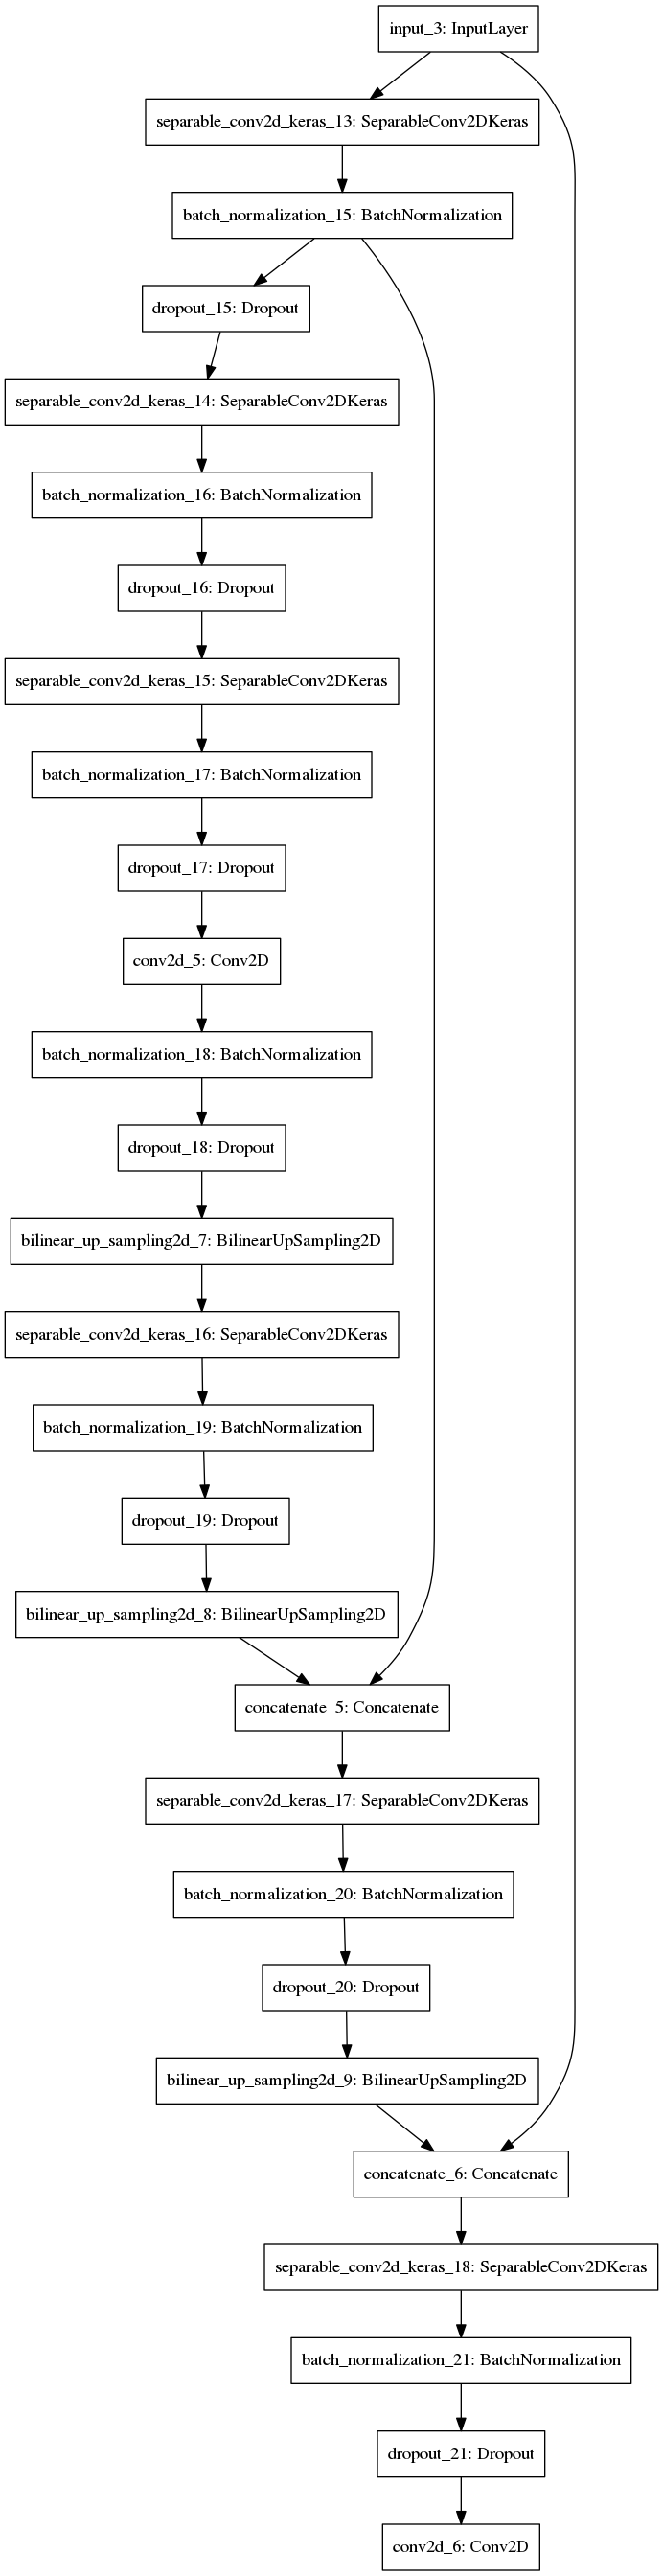 input_3: InputLayer
separable_conv2d_keras_13: SeparableConv2DKeras
batch_normalization_15: BatchNormalization
dropout_15: Dropout
separable_conv2d_keras_14: SeparableConv2DKeras
batch_normalization_16: BatchNormalization
dropout_16: Dropout
separable_conv2d_keras_15: SeparableConv2DKeras
batch_normalization_17: BatchNormalization
dropout_17: Dropout
conv2d_5: Conv2D
batch_normalization_18: BatchNormalization
dropout_18: Dropout
bilinear_up_sampling2d_7: BilinearUpSampling2D
separable_conv2d_keras_16: SeparableConv2DKeras
batch_normalization_19: BatchNormalization
dropout_19: Dropout
bilinear_up_sampling2d_8: BilinearUpSampling2D
concatenate_5: Concatenate
separable_conv2d_keras_17: SeparableConv2DKeras
batch_normalization_20: BatchNormalization
dropout_20: Dropout
bilinear_up_sampling2d_9: BilinearUpSampling2D
concatenate_6: Concatenate
separable_conv2d_keras_18: SeparableConv2DKeras
batch_normalization_21: BatchNormalization
dropout_21: Dropout
conv2d_6: Conv2D